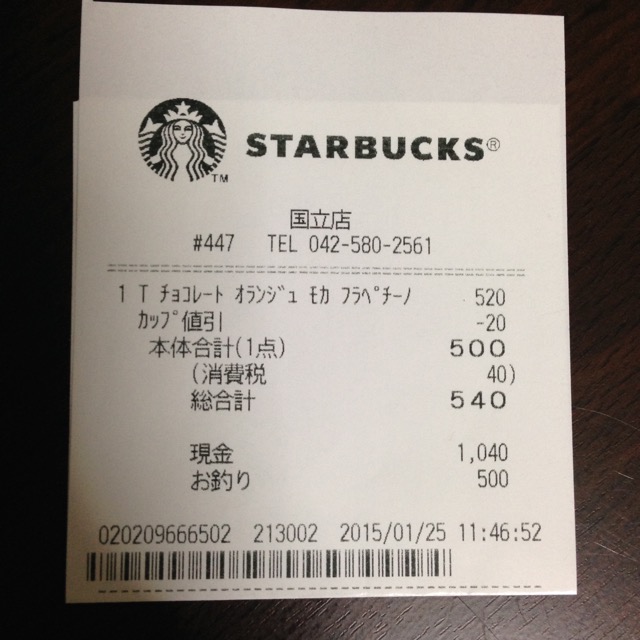 STARBUCKS®
TM
国立店
#447 TEL 042-580-2561
1 T ﾁｮｺﾚｰﾄ ｵﾗﾝｼﾞｭ ﾓｶ ﾌﾗﾍﾟﾁｰﾉ 520
ｶｯﾌﾟ値引 -20
本体合計(1点) 500
(消費税 40)
総合計 540
現金 1,040
お釣り 500
020209666502 213002 2015/01/25 11:46:52